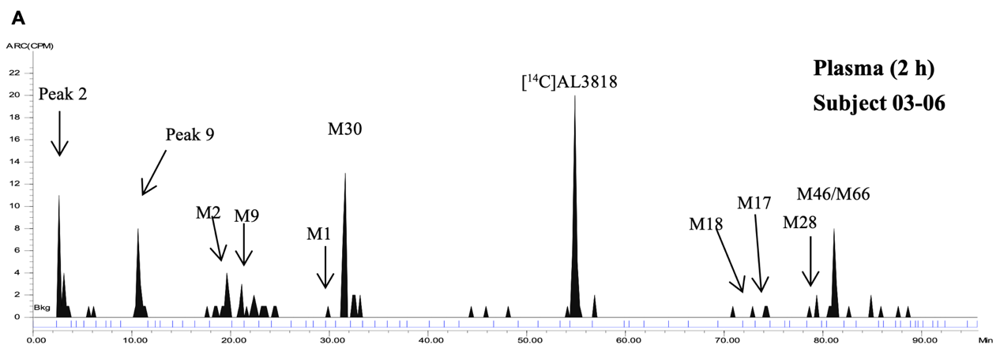 A
ARC(CPM)
Plasma (2 h)
Subject 03-06
[14C]AL3818
Peak 2
Peak 9
M30
M2
M9
M1
M18
M17
M28
M46/M66
22
20
18
16
14
12
10
8
6
4
2
0
Bkg
0.00 10.00 20.00 30.00 40.00 50.00 60.00 70.00 80.00 90.00 Min